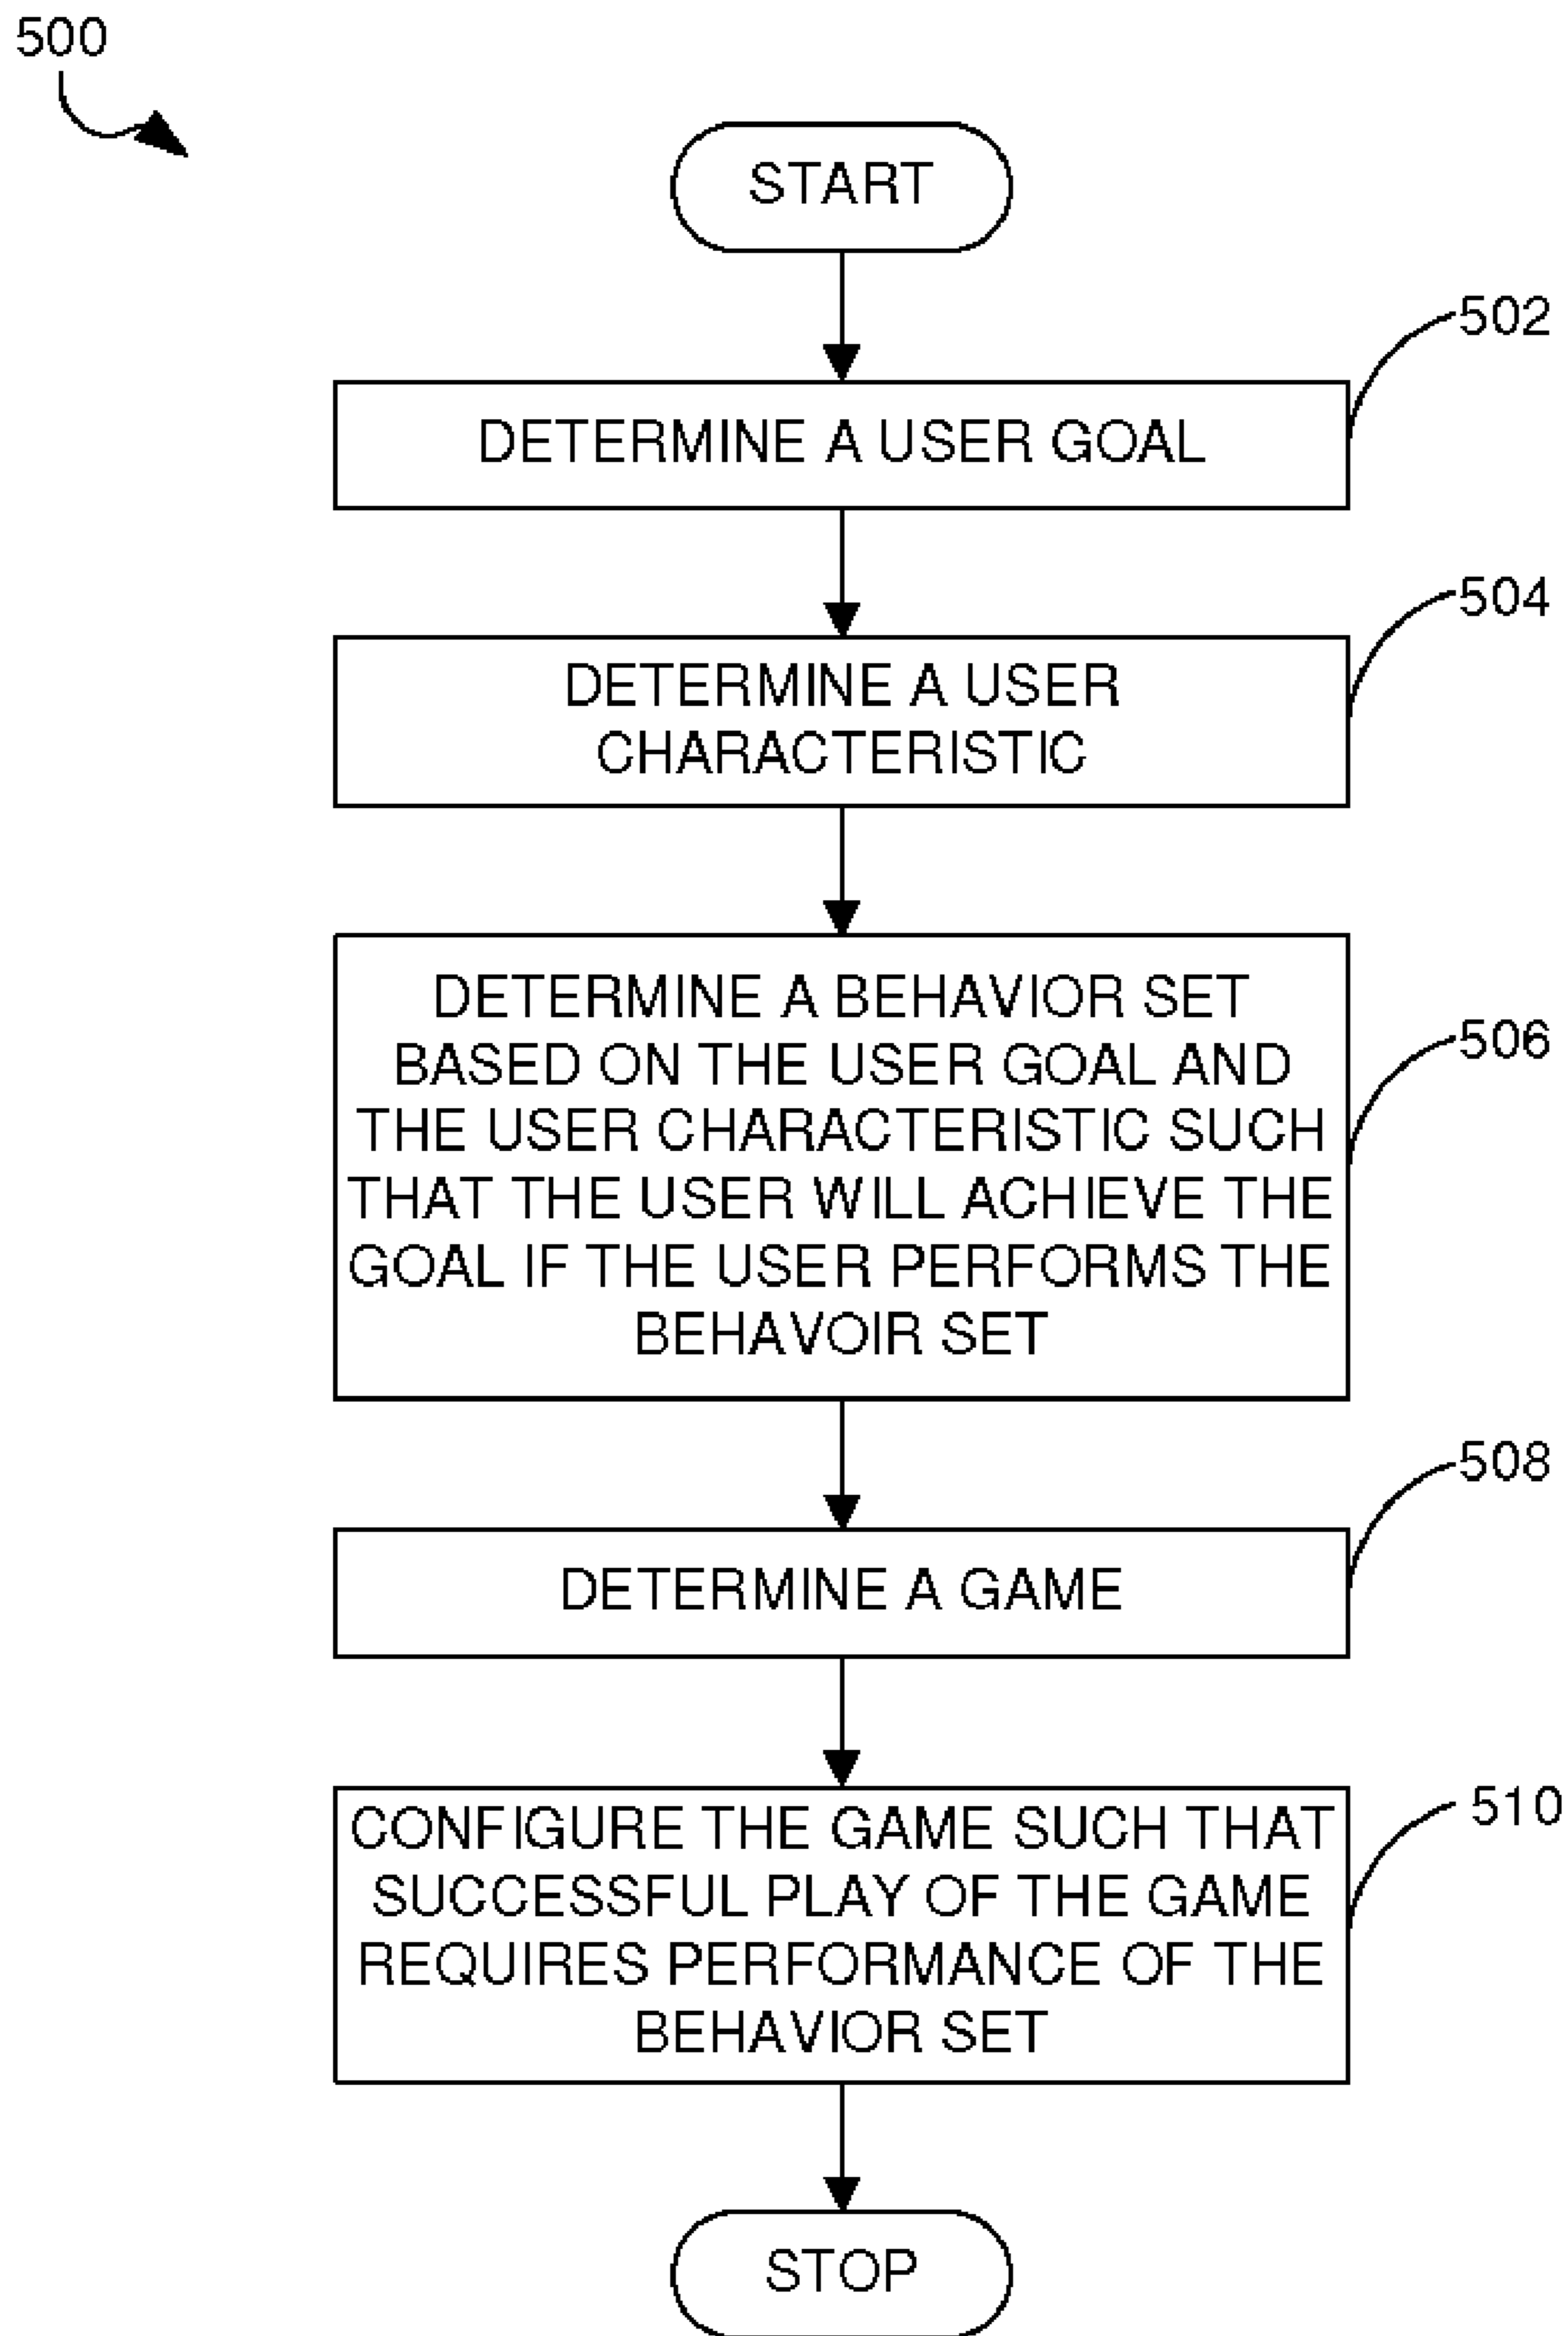 500
START
502
DETERMINE A USER GOAL
504
DETERMINE A USER
CHARACTERISTIC
DETERMINE A BEHAVIOR SET
BASED ON THE USER GOAL AND
506
THE USER CHARACTERISTIC SUCH
THAT THE USER WILL ACHIEVE THE
GOAL IF THE USER PERFORMS THE
BEHAVOIR SET
508
DETERMINE A GAME
510
CONFIGURE THE GAME SUCH THAT
SUCCESSFUL PLAY OF THE GAME
REQUIRES PERFORMANCE OF THE
BEHAVIOR SET
STOP